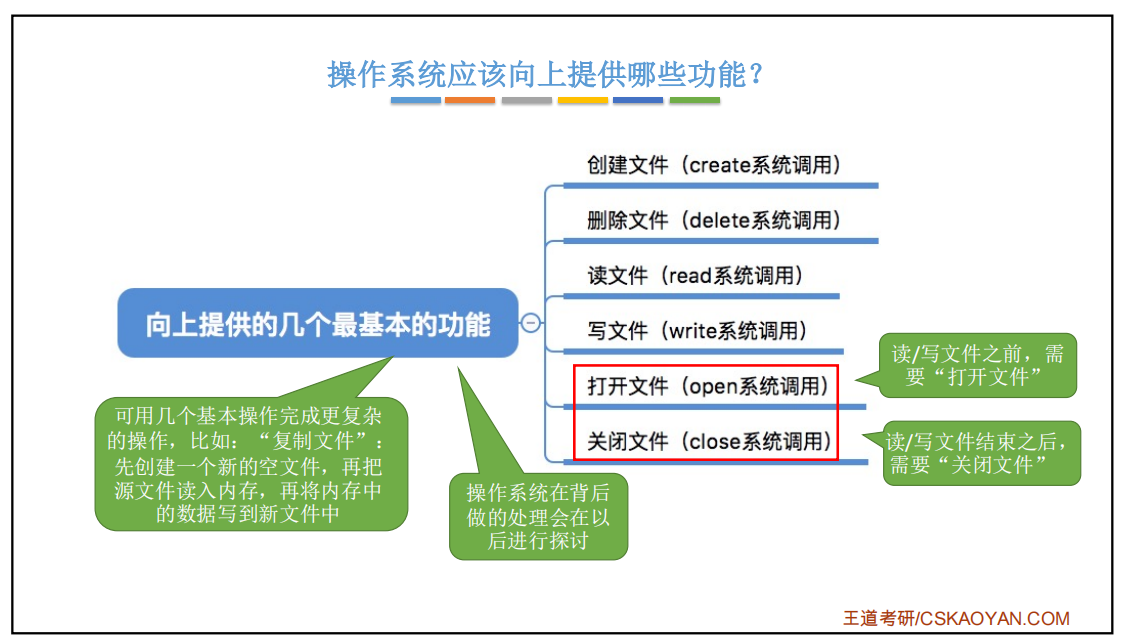 操作系统应该向上提供哪些功能？
创建文件（create系统调用）
删除文件（delete系统调用）
读文件（read系统调用）
写文件（write系统调用）
向上提供的几个最基本的功能
打开文件（open系统调用）
关闭文件（close系统调用）
读/写文件之前，需
要“打开文件”
读/写文件结束之后，
需要“关闭文件”
可用几个基本操作完成更复杂
的操作，比如：“复制文件”：
先创建一个新的空文件，再把
源文件读入内存，再将内存中
的数据写到新文件中
操作系统在背后
做的处理会在以
后进行探讨
王道考研/CSKAOYAN.COM